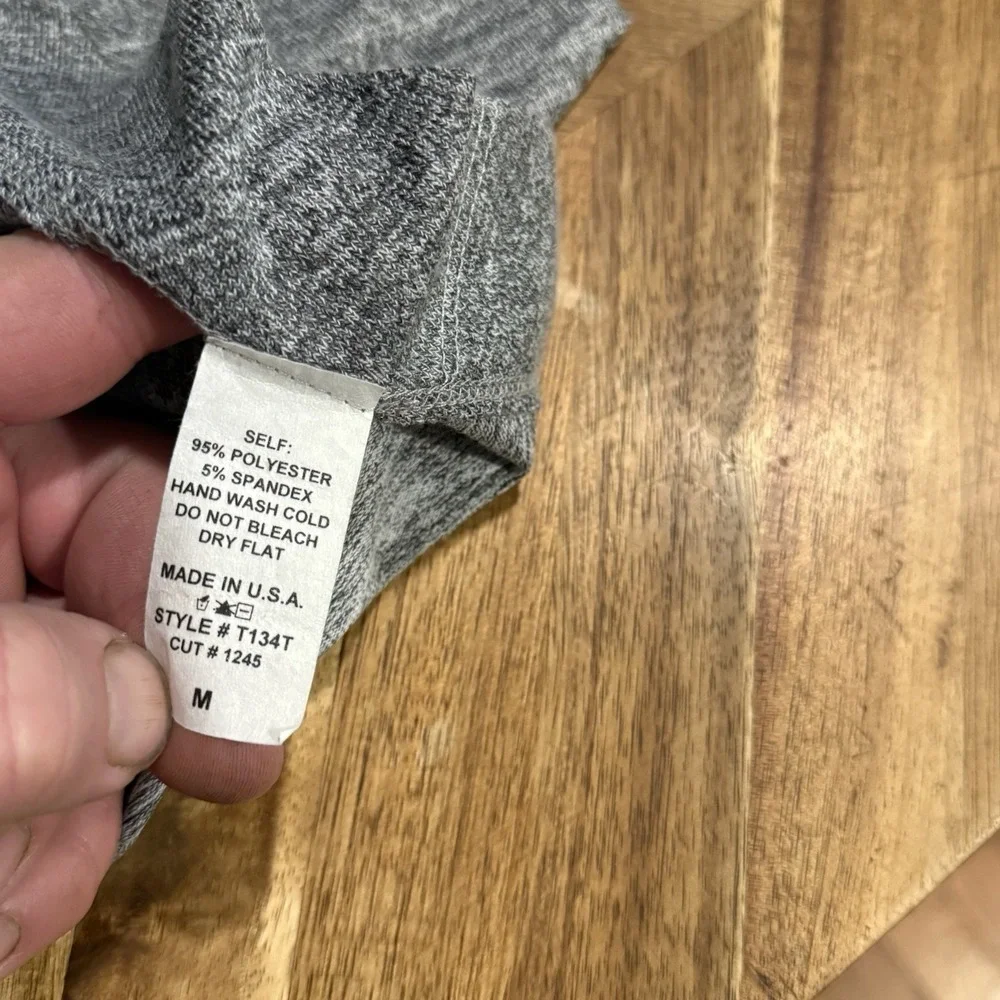 SELF:
95% POLYESTER
5% SPANDEX
HAND WASH COLD
DO NOT BLEACH
DRY FLAT
MADE IN U.S.A.
STYLE # T134T
CUT # 1245
M